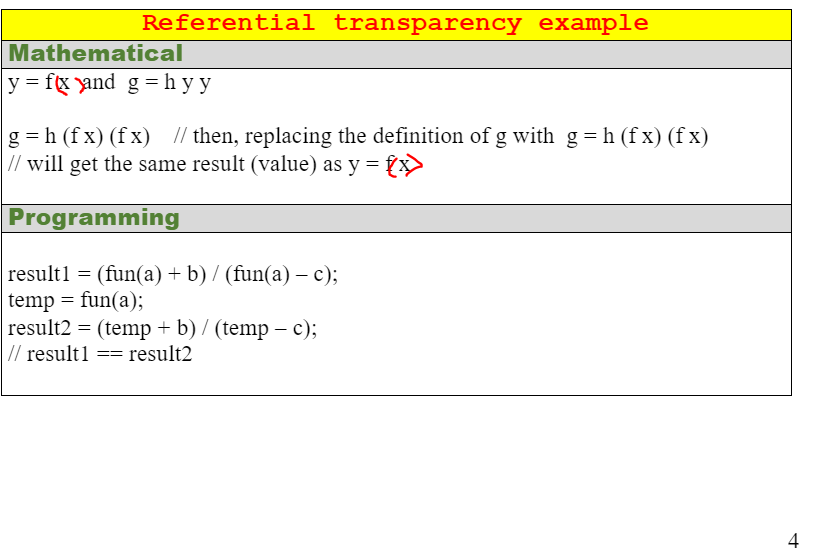 Referential transparency example
Mathematical
y = f(x) and g = h y y
g = h (f x) (f x) // then, replacing the definition of g with g = h (f x) (f x)
// will get the same result (value) as y = f(x)
Programming
result1 = (fun(a) + b) / (fun(a) – c);
temp = fun(a);
result2 = (temp + b) / (temp – c);
// result1 == result2
4